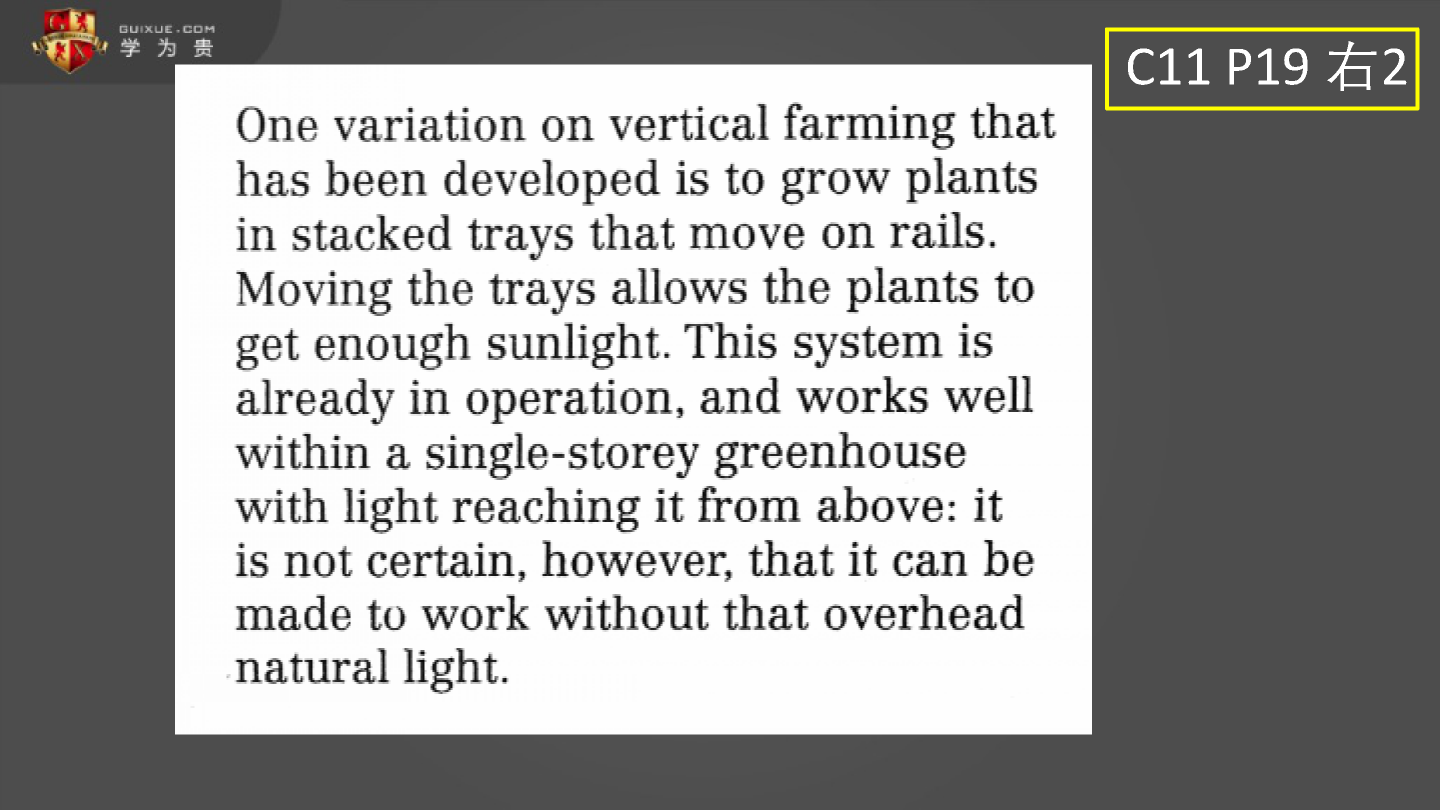 GUIXUE.COM
学为贵
C11 P19 右2
One variation on vertical farming that
has been developed is to grow plants
in stacked trays that move on rails.
Moving the trays allows the plants to
get enough sunlight. This system is
already in operation, and works well
within a single-storey greenhouse
with light reaching it from above: it
is not certain, however, that it can be
made to work without that overhead
natural light.